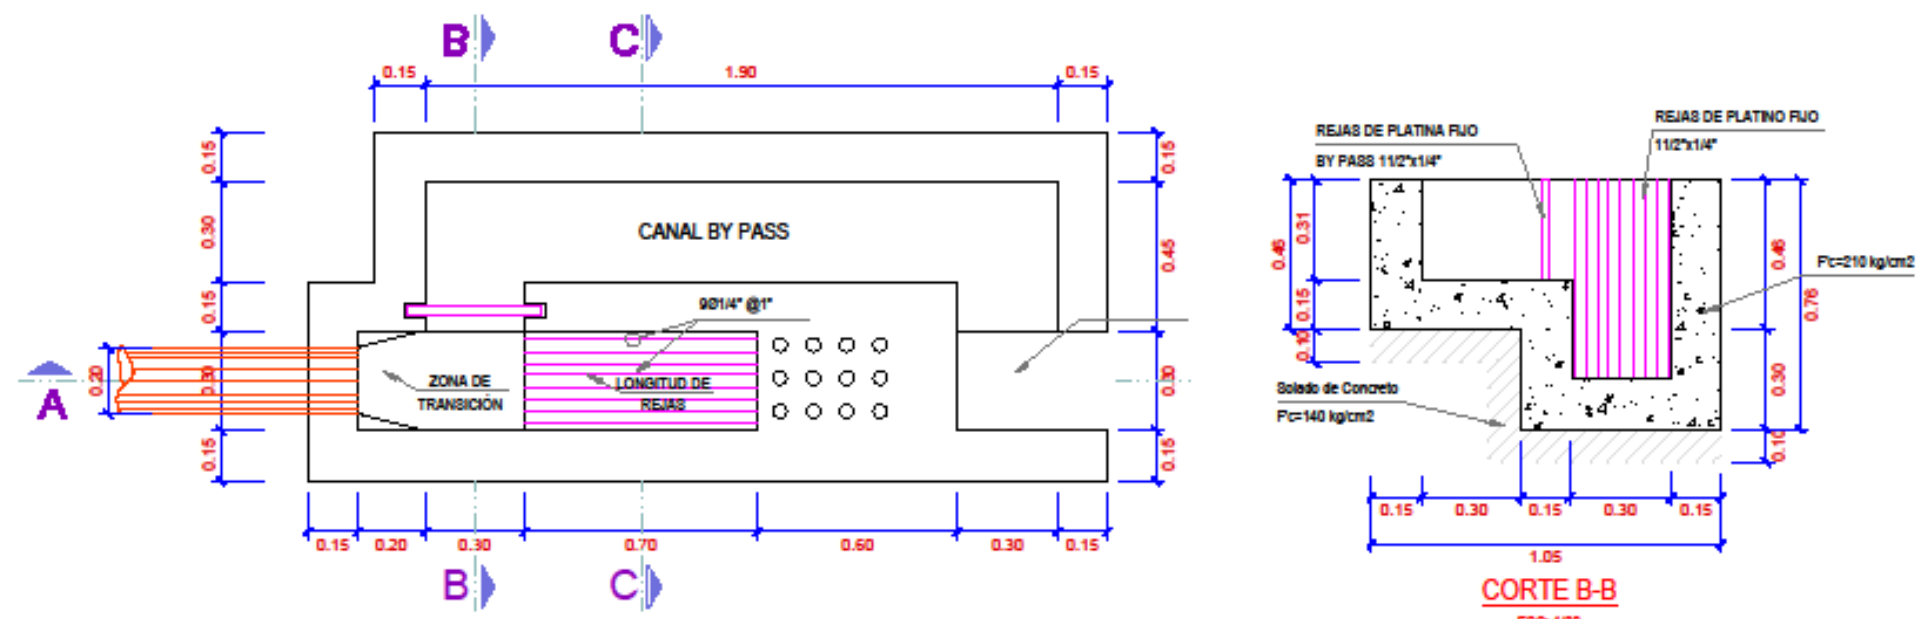 B
C
0.15
1.90
0.15
0.15
0.30
0.15
0.30
0.15
0.20
A
CANAL BY PASS
9Ø1/4" @1"
ZONA DE
TRANSICIÓN
LONGITUD DE
REJAS
0.15
0.45
0.30
0.15
0.15
0.20
0.30
0.70
0.60
0.30
0.15
B
C
REJAS DE PLATINA FIJO
BY PASS 11/2"x1/4"
REJAS DE PLATINO FIJO
11/2"x1/4"
0.46
0.31
0.15
0.10
0.46
0.76
0.30
0.10
F'c=210 kg/cm2
Solado de Concreto
F'c=140 kg/cm2
0.15
0.30
0.15
0.30
0.15
1.05
CORTE B-B